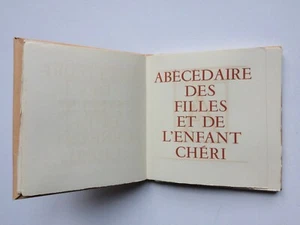 ABECEDAIRE
DES
FILLES
ET DE
L'ENFANT
CHÉRI